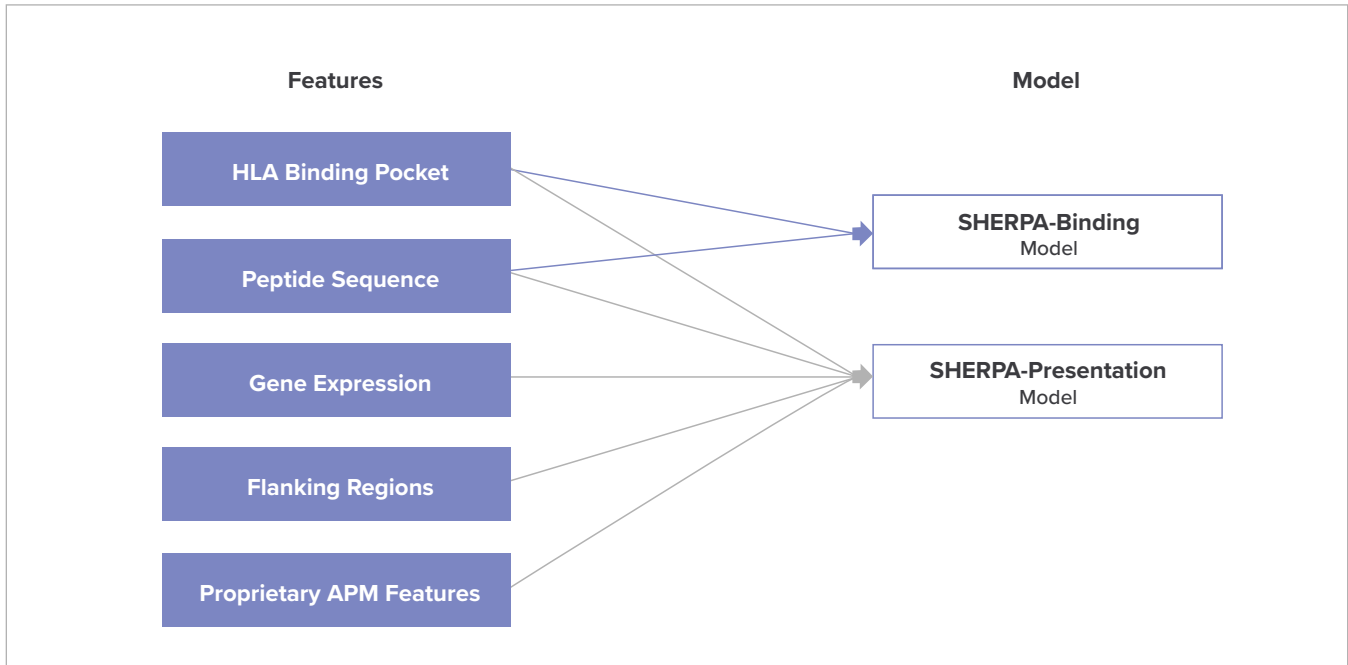 Features
Model
HLA Binding Pocket
Peptide Sequence
Gene Expression
Flanking Regions
Proprietary APM Features
SHERPA-Binding
Model
SHERPA-Presentation
Model